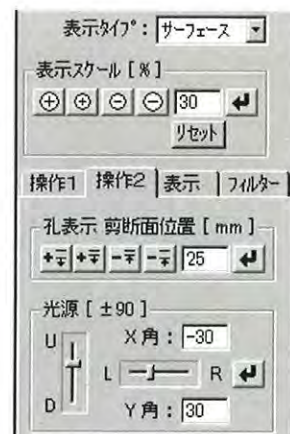 表示タイプ: サーフェース
表示スケール [%]
30
リセット
操作1 操作2 表示 フィルター
孔表示 剪断面位置 [mm]
25
光源 [±90]
U X角: -30
L R
D Y角: 30